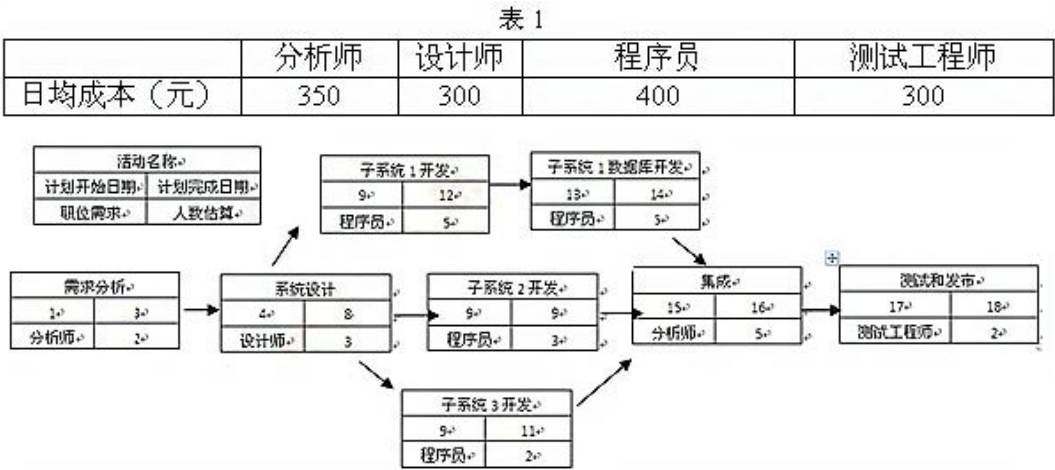 表 1
分析师 设计师 程序员 测试工程师
日均成本（元） 350 300 400 300
活动名称
计划开始日期 计划完成日期
职位需求 人数估算
子系统 1 开发
9 12
程序员 5
子系统 1 数据库开发
13 14
程序员 5
需求分析
1 3
分析师 2
系统设计
4 8
设计师 3
子系统 2 开发
9 9
程序员 3
集成
15 16
分析师 5
测试和发布
17 18
测试工程师 2
子系统 3 开发
9 11
程序员 2